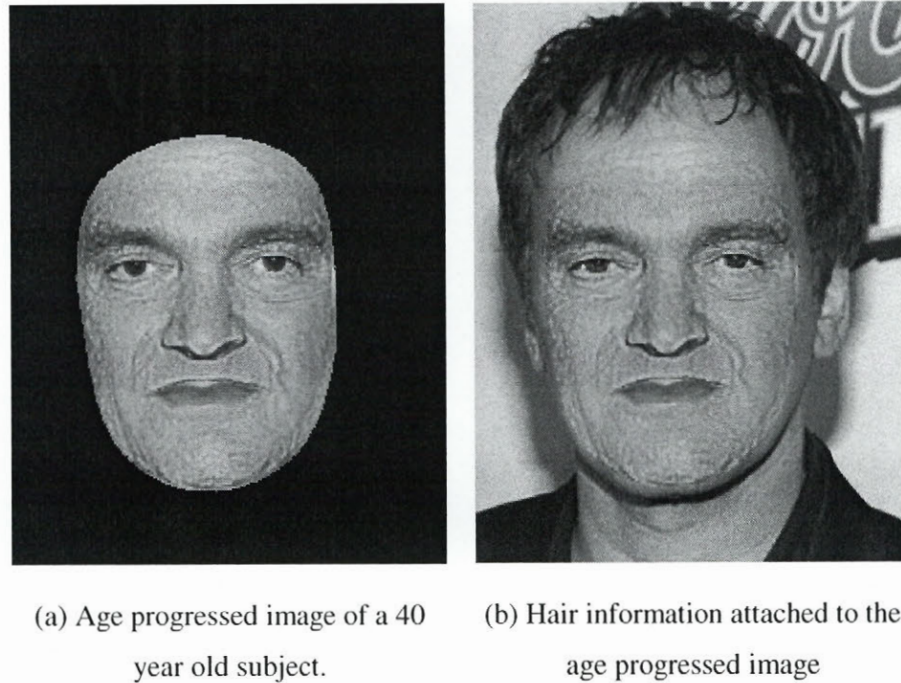 (a) Age progressed image of a 40
year old subject.
(b) Hair information attached to the
age progressed image